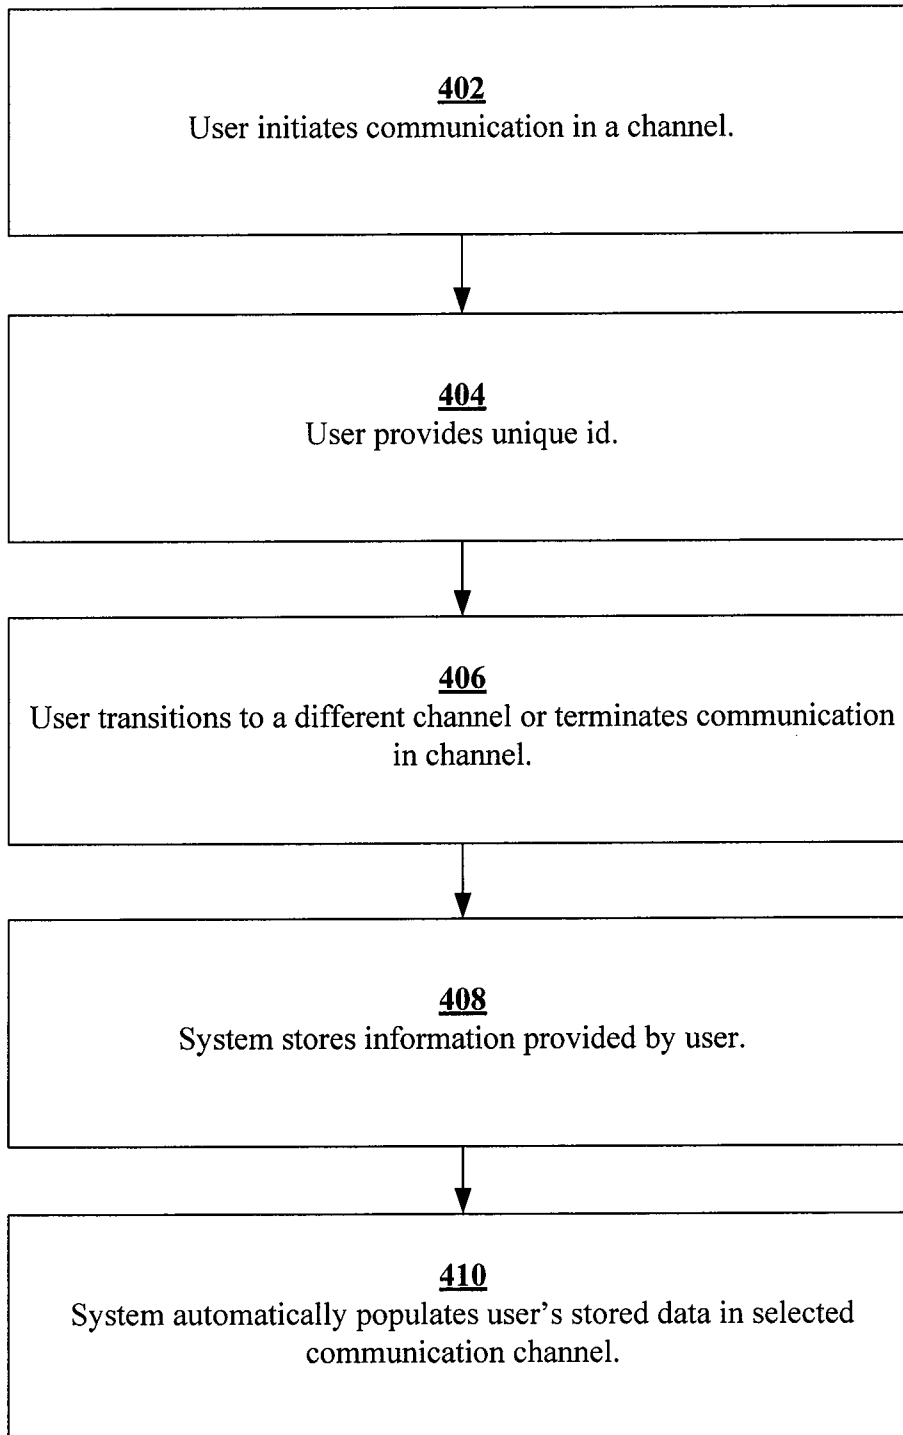 402
User initiates communication in a channel.
404
User provides unique id.
406
User transitions to a different channel or terminates communication
in channel.
408
System stores information provided by user.
410
System automatically populates user's stored data in selected
communication channel.